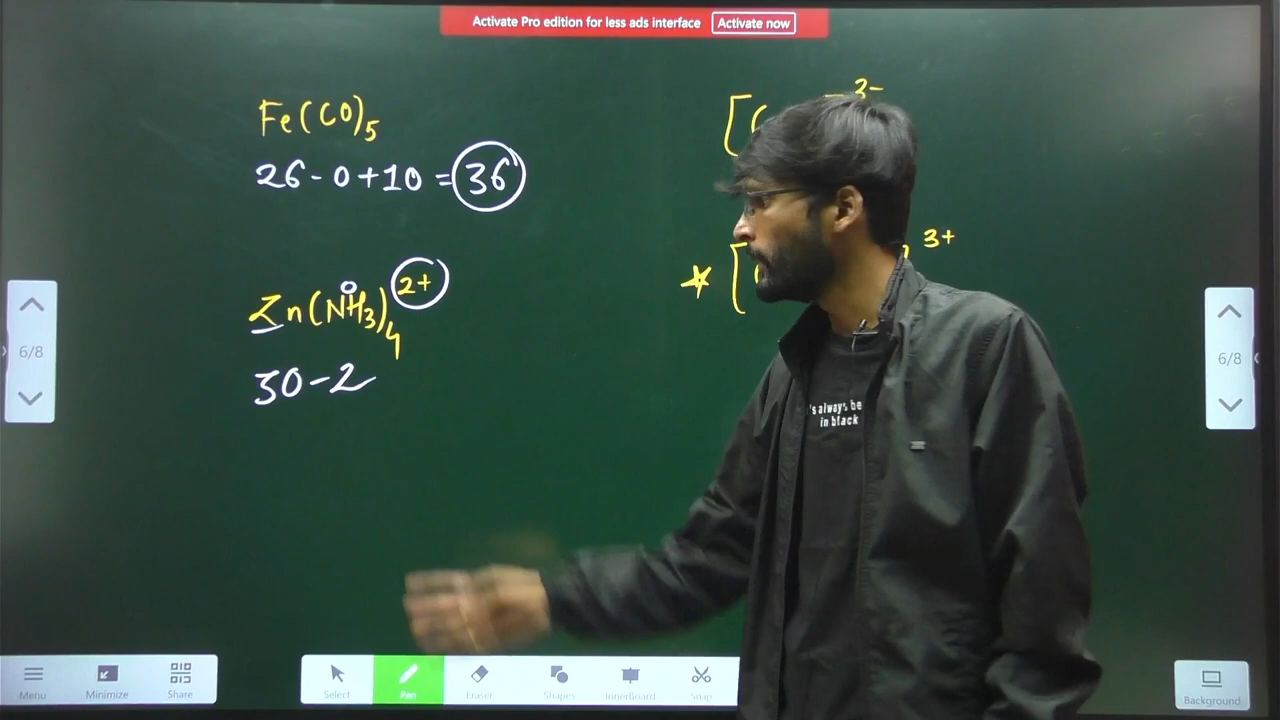 Activate Pro edition for less ads interface Activate now
Fe(CO)5
26-0+10=36
3-
[(
Zn(NH3)4 2+
0
30-2
3+
☆ [
6/8
6/8
's always be
in black
Menu Minimize Share Select Pen Eraser Shapes InnerBoard Snap Background